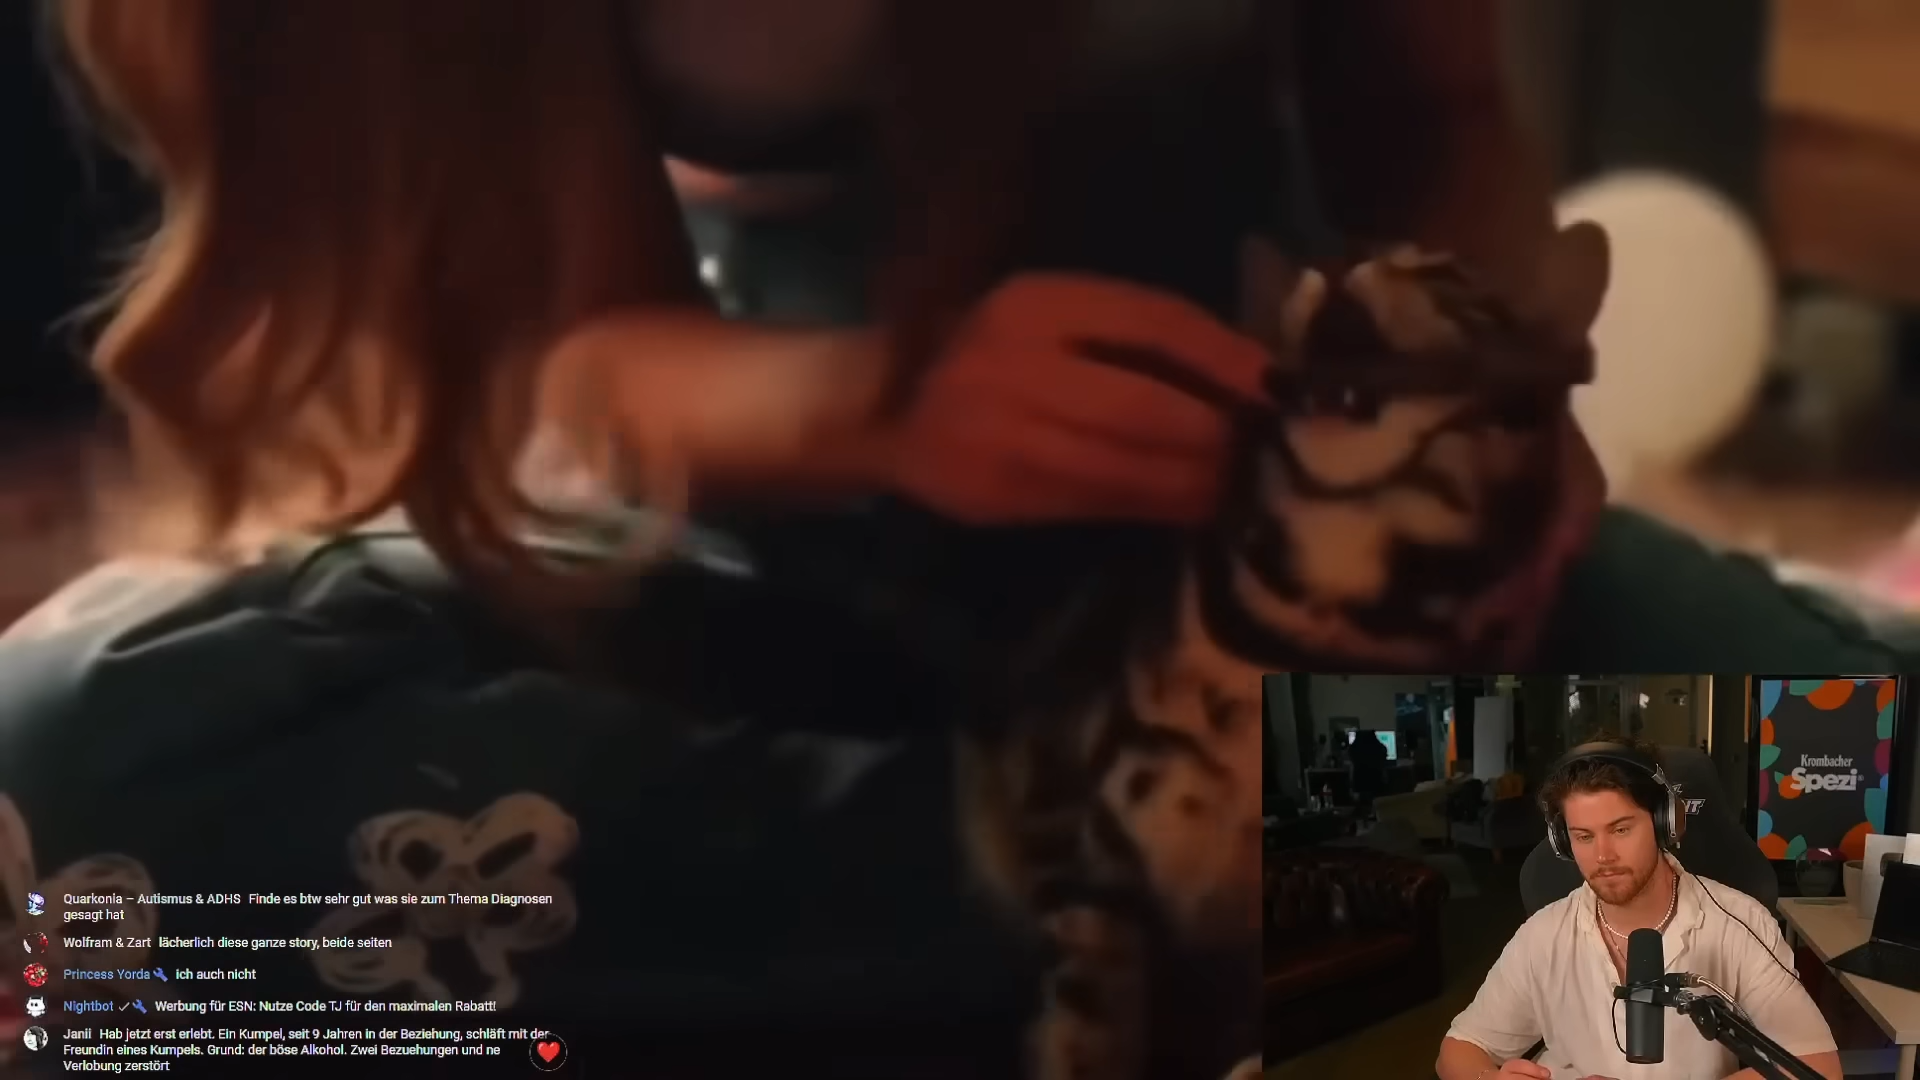 Krombacher
Spezi
Quarkonia – Autismus & ADHS Finde es btw sehr gut was sie zum Thema Diagnosen
gesagt hat
Wolfram & Zart lächerlich diese ganze story, beide seiten
Princess Yorda ich auch nicht
Nightbot Werbung für ESN: Nutze Code TJ für den maximalen Rabatt!
Janii Hab jetzt erst erlebt. Ein Kumpel, seit 9 Jahren in der Beziehung, schläft mit der
Freundin eines Kumpels. Grund: der böse Alkohol. Zwei Bezuehungen und ne
Verlobung zerstört